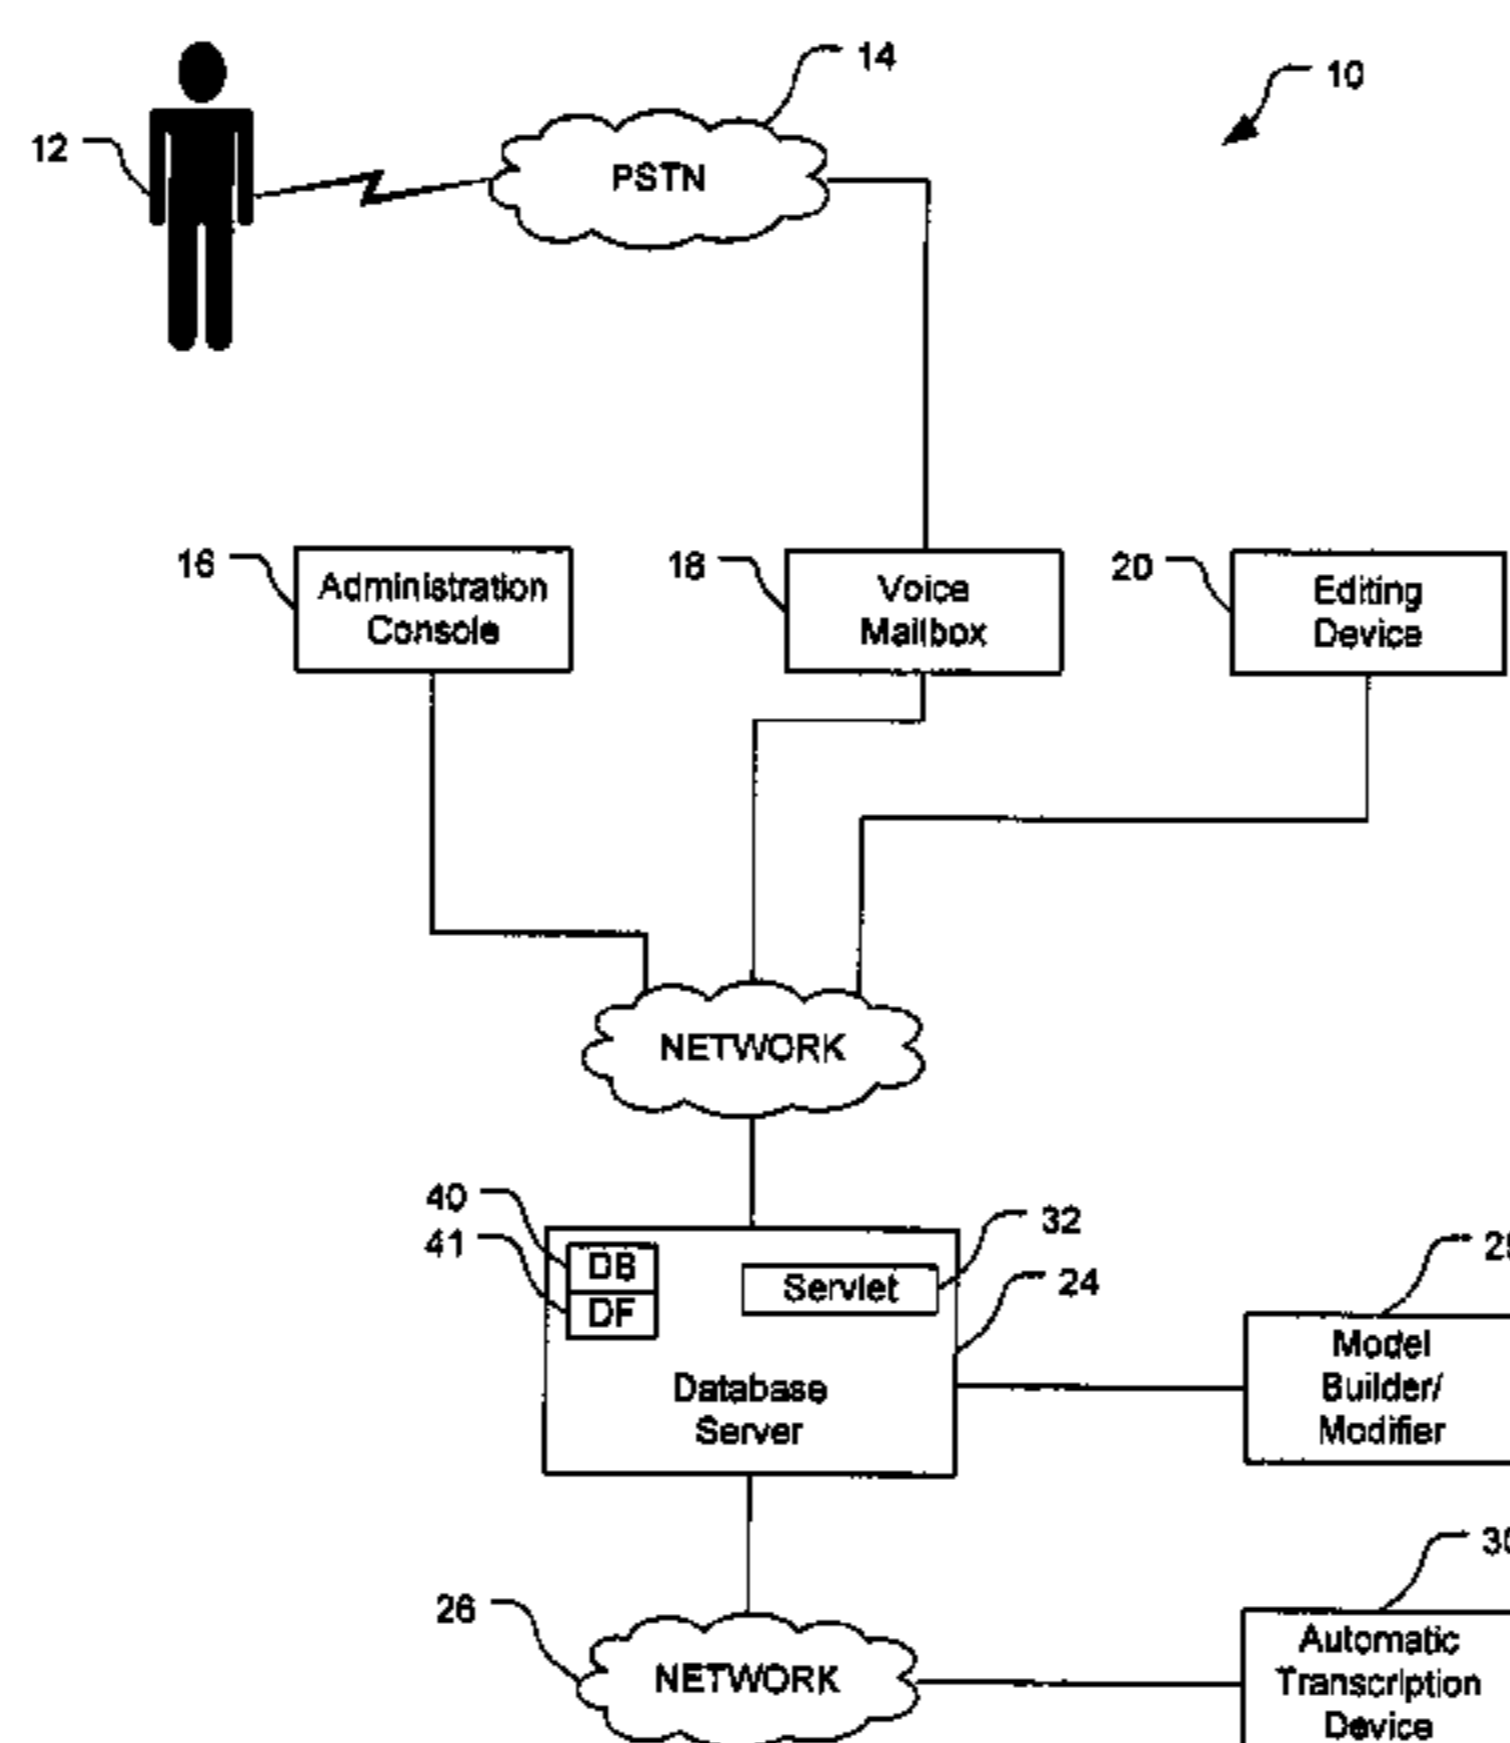 14
10
12
PSTN
16
Administration
Console
18
Voice
Mailbox
20
Editing
Device
NETWORK
40
41
DB
DF
Servlet
32
24
Database
Server
Model
Builder/
Modifier
26
NETWORK
30
Automatic
Transcription
Device